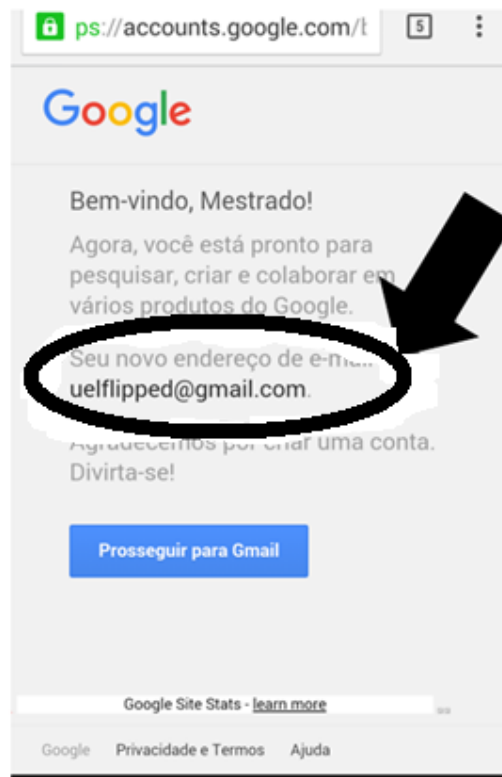 ps://accounts.google.com/
5
Google
Bem-vindo, Mestrado!
Agora, você está pronto para
pesquisar, criar e colaborar em
vários produtos do Google.
Seu novo endereço de e-mail
uelflipped@gmail.com.
Agradecemos por criar uma conta.
Divirta-se!
Prosseguir para Gmail
Google Site Stats - learn more
Google Privacidade e Termos Ajuda